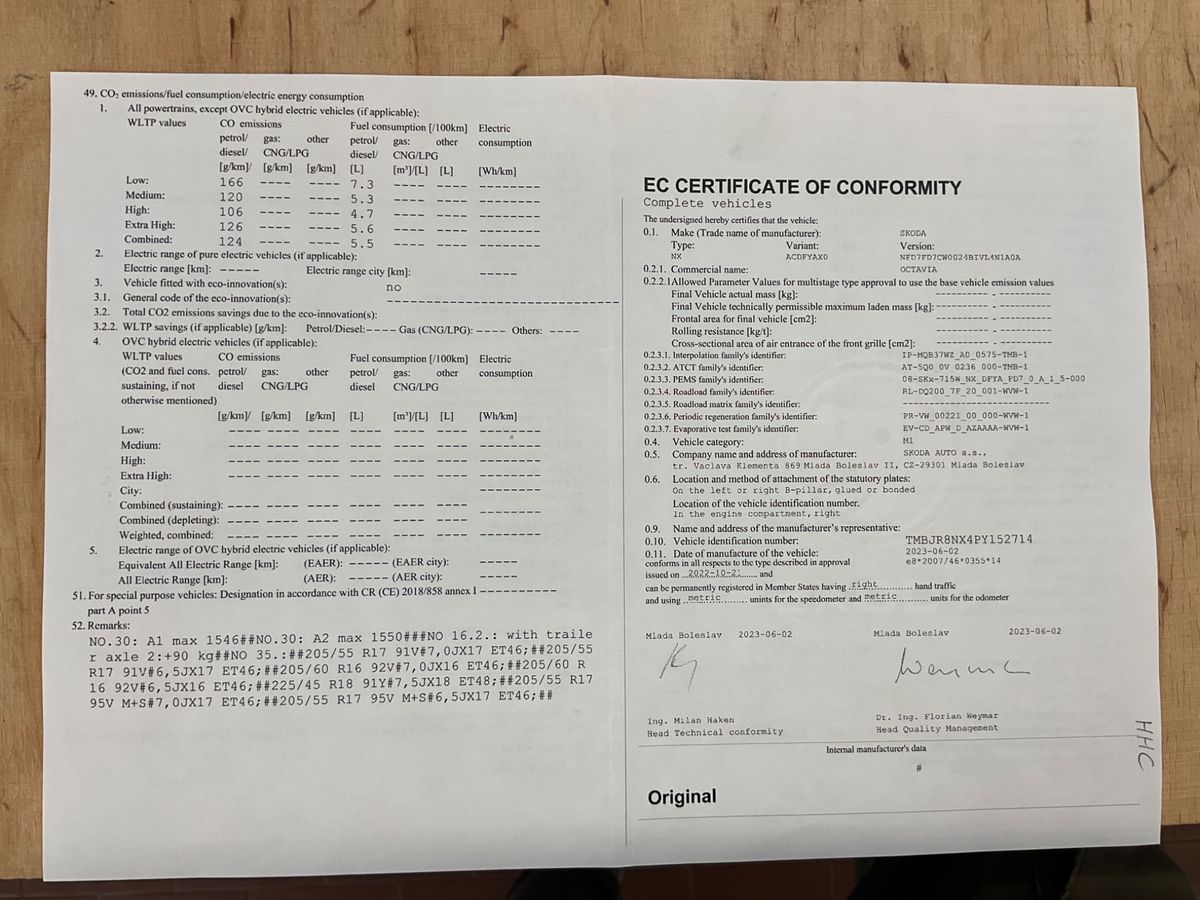 49. CO₂ emissions/fuel consumption/electric energy consumption
1. All powertrains, except OVC hybrid electric vehicles (if applicable):
WLTP values CO emissions Fuel consumption [/100km] Electric
petrol/ gas: other petrol/ gas: other consumption
diesel/ CNG/LPG diesel/ CNG/LPG
[g/km]/ [g/km] [g/km] [L] [m³]/[L] [L] [Wh/km]
Low: 166 ---- ---- 7.3 ---- ---- --------
Medium: 120 ---- ---- 5.3 ---- ---- --------
High: 106 ---- ---- 4.7 ---- ---- --------
Extra High: 126 ---- ---- 5.6 ---- ---- --------
Combined: 124 ---- ---- 5.5 ---- ---- --------
2. Electric range of pure electric vehicles (if applicable):
Electric range [km]: ----- Electric range city [km]: -----
3. Vehicle fitted with eco-innovation(s): no
3.1. General code of the eco-innovation(s): ------------------------------
3.2. Total CO2 emissions savings due to the eco-innovation(s):
3.2.2. WLTP savings (if applicable) [g/km]: Petrol/Diesel:---- Gas (CNG/LPG): ---- Others: ----
4. OVC hybrid electric vehicles (if applicable):
WLTP values CO emissions Fuel consumption [/100km] Electric
(CO2 and fuel cons. petrol/ gas: other petrol/ gas: other consumption
sustaining, if not diesel CNG/LPG diesel CNG/LPG
otherwise mentioned)
[g/km]/ [g/km] [g/km] [L] [m³]/[L] [L] [Wh/km]
Low: ---- ---- ---- ---- ---- ---- --------
Medium: ---- ---- ---- ---- ---- ---- --------
High: ---- ---- ---- ---- ---- ---- --------
Extra High: ---- ---- ---- ---- ---- ---- --------
City: --------
Combined (sustaining): ---- ---- ---- ---- ---- ----
Combined (depleting): ---- ---- ---- ---- ---- ---- --------
Weighted, combined: ---- ---- ---- ---- ---- ---- --------
5. Electric range of OVC hybrid electric vehicles (if applicable):
Equivalent All Electric Range [km]: (EAER): ----- (EAER city): -----
All Electric Range [km]: (AER): ----- (AER city): -----
51. For special purpose vehicles: Designation in accordance with CR (CE) 2018/858 annex I ----------
part A point 5
52. Remarks:
NO.30: A1 max 1546##NO.30: A2 max 1550###NO 16.2.: with traile
r axle 2:+90 kg##NO 35.:##205/55 R17 91V#7,0JX17 ET46;##205/55
R17 91V#6,5JX17 ET46;##205/60 R16 92V#7,0JX16 ET46;##205/60 R
16 92V#6,5JX16 ET46;##225/45 R18 91Y#7,5JX18 ET48;##205/55 R17
95V M+S#7,0JX17 ET46;##205/55 R17 95V M+S#6,5JX17 ET46;##
EC CERTIFICATE OF CONFORMITY
Complete vehicles
The undersigned hereby certifies that the vehicle:
0.1. Make (Trade name of manufacturer): SKODA
Type: Variant: Version:
NX ACDFYAX0 NFD7FD7CW0024BIVL4N1A0A
0.2.1. Commercial name: OCTAVIA
0.2.2.1Allowed Parameter Values for multistage type approval to use the base vehicle emission values
Final Vehicle actual mass [kg]: ---------- - ----------
Final Vehicle technically permissible maximum laden mass [kg]: ---------- - ----------
Frontal area for final vehicle [cm2]: ---------- - ----------
Rolling resistance [kg/t]: ---------- - ----------
Cross-sectional area of air entrance of the front grille [cm2]: ---------- - ----------
0.2.3.1. Interpolation family's identifier: IP-MQB37WZ_A0_0575-TMB-1
0.2.3.2. ATCT family's identifier: AT-5Q0_0V_0236_000-TMB-1
0.2.3.3. PEMS family's identifier: 08-SKx-715W_NX_DFYA_FD7_0_A_1_5-000
0.2.3.4. Roadload family's identifier: RL-DQ200_7F_20_001-WVW-1
0.2.3.5. Roadload matrix family's identifier: -------------------------
0.2.3.6. Periodic regeneration family's identifier: PR-VW_00221_00_000-WVW-1
0.2.3.7. Evaporative test family's identifier: EV-CD_APW_D_AZAAAA-WVW-1
0.4. Vehicle category: M1
0.5. Company name and address of manufacturer: SKODA AUTO a.s.,
tr. Vaclava Klementa 869 Mlada Boleslav II, CZ-29301 Mlada Boleslav
0.6. Location and method of attachment of the statutory plates:
On the left or right B-pillar, glued or bonded
Location of the vehicle identification number.
In the engine compartment, right
0.9. Name and address of the manufacturer's representative:
0.10. Vehicle identification number: TMBJR8NX4PY152714
0.11. Date of manufacture of the vehicle: 2023-06-02
conforms in all respects to the type described in approval e8*2007/46*0355*14
issued on ...2022-10-21...... and
can be permanently registered in Member States having .right............ hand traffic
and using ..metric......... unints for the speedometer and metric........... units for the odometer
Mlada Boleslav 2023-06-02 Mlada Boleslav 2023-06-02
Ing. Milan Haken Dr. Ing. Florian Weymar
Head Technical conformity Head Quality Management
Internal manufacturer's data
#
HHC
Original